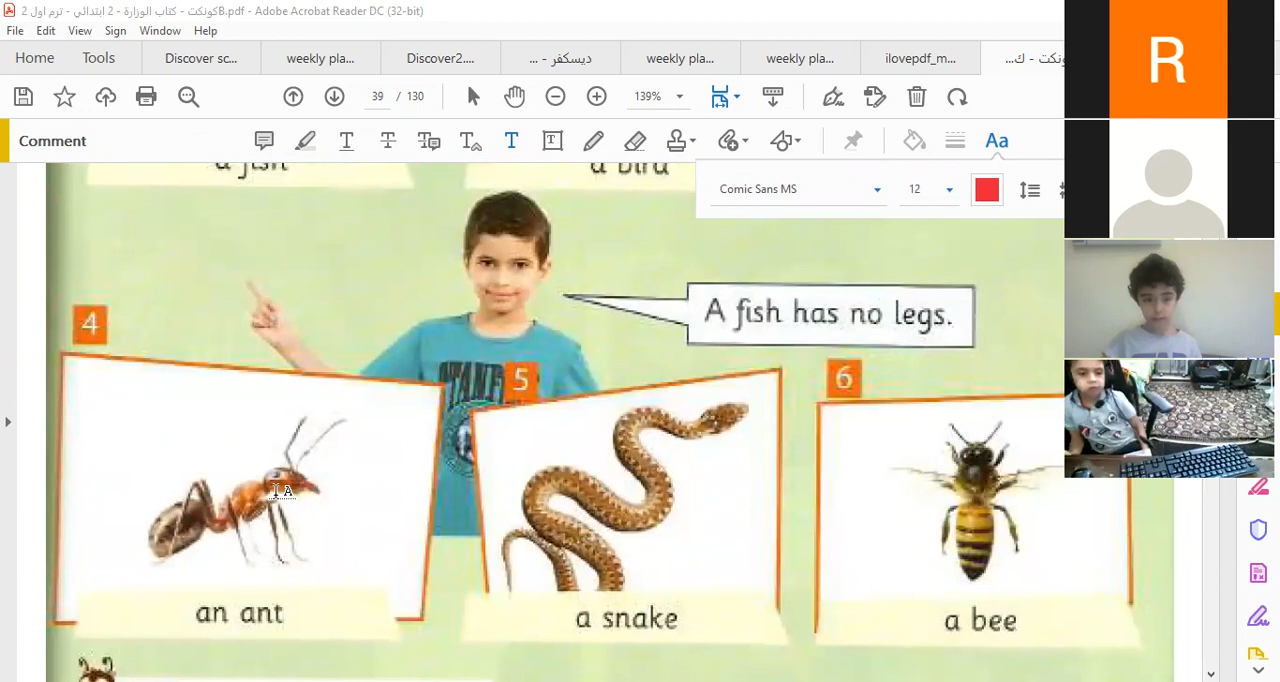 كونكت - كتاب الوزارة - 2 ابتدائي - ترم اول 2B.pdf - Adobe Acrobat Reader DC (32-bit)
File Edit View Sign Window Help
Home Tools Discover sc... weekly pla... Discover2.... ديسكفر - ... weekly pla... weekly pla... ilovepdf_m... كونكت - ك...
39 / 130 139%
Comment T T T T T T Aa
Comic Sans MS 12
a fish a bird
R
A fish has no legs.
4
5
6
an ant a snake a bee